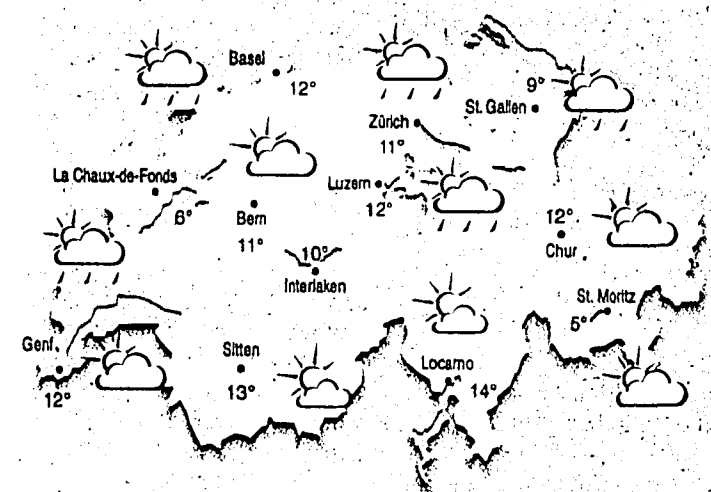 Basel
12°
9°
St. Gallen
Zürich
11°
La Chaux-de-Fonds
6°
Luzern
12°
Bern
11°
12°
Chur
10°
Interlaken
St. Moritz
5°
Genf
12°
Sitten
13°
Locarno
14°